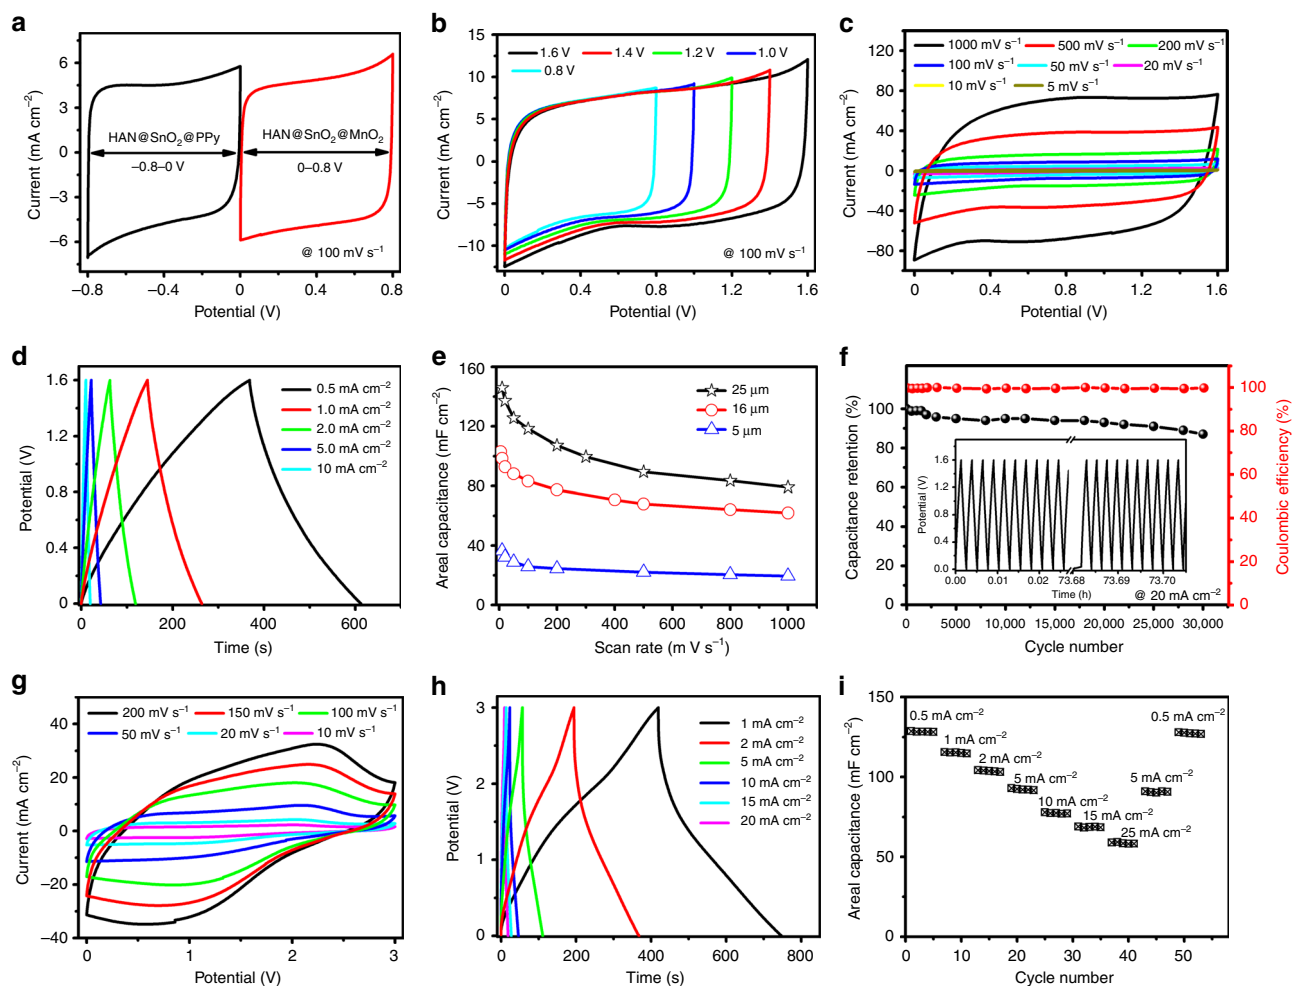 a
Current (mA cm⁻²)
6
3
0
−3
−6
HAN@SnO₂@PPy
−0.8–0 V
HAN@SnO₂@MnO₂
0–0.8 V
@ 100 mV s⁻¹
−0.8
−0.4
0
0.4
0.8
Potential (V)
b
Current (mA cm⁻²)
15
10
5
0
−5
−10
1.6 V
1.4 V
1.2 V
1.0 V
0.8 V
@ 100 mV s⁻¹
0
0.4
0.8
1.2
1.6
Potential (V)
c
Current (mA cm⁻²)
120
80
40
0
−40
−80
1000 mV s⁻¹
500 mV s⁻¹
200 mV s⁻¹
100 mV s⁻¹
50 mV s⁻¹
20 mV s⁻¹
10 mV s⁻¹
5 mV s⁻¹
0
0.4
0.8
1.2
1.6
Potential (V)
d
Potential (V)
1.6
1.2
0.8
0.4
0
0.5 mA cm⁻²
1.0 mA cm⁻²
2.0 mA cm⁻²
5.0 mA cm⁻²
10 mA cm⁻²
0
200
400
600
Time (s)
e
Areal capacitance (mF cm⁻²)
160
120
80
40
0
25 μm
16 μm
5 μm
0
200
400
600
800
1000
Scan rate (m V s⁻¹)
f
Capacitance retention (%)
100
80
60
40
20
0
Coulombic efficiency (%)
100
80
60
40
20
0
Potential (V)
1.6
1.2
0.8
0.4
0.0
0.00
0.01
0.02
73.68
73.69
73.70
Time (h)
@ 20 mA cm⁻²
0
5000
10,000
15,000
20,000
25,000
30,000
Cycle number
g
Current (mA cm⁻²)
40
20
0
−20
−40
200 mV s⁻¹
150 mV s⁻¹
100 mV s⁻¹
50 mV s⁻¹
20 mV s⁻¹
10 mV s⁻¹
0
1
2
3
Potential (V)
h
Potential (V)
3
2
1
0
1 mA cm⁻²
2 mA cm⁻²
5 mA cm⁻²
10 mA cm⁻²
15 mA cm⁻²
20 mA cm⁻²
0
200
400
600
800
Time (s)
i
Areal capacitance (mF cm⁻²)
150
100
50
0
0.5 mA cm⁻²
1 mA cm⁻²
2 mA cm⁻²
5 mA cm⁻²
10 mA cm⁻²
15 mA cm⁻²
25 mA cm⁻²
5 mA cm⁻²
0.5 mA cm⁻²
0
10
20
30
40
50
Cycle number